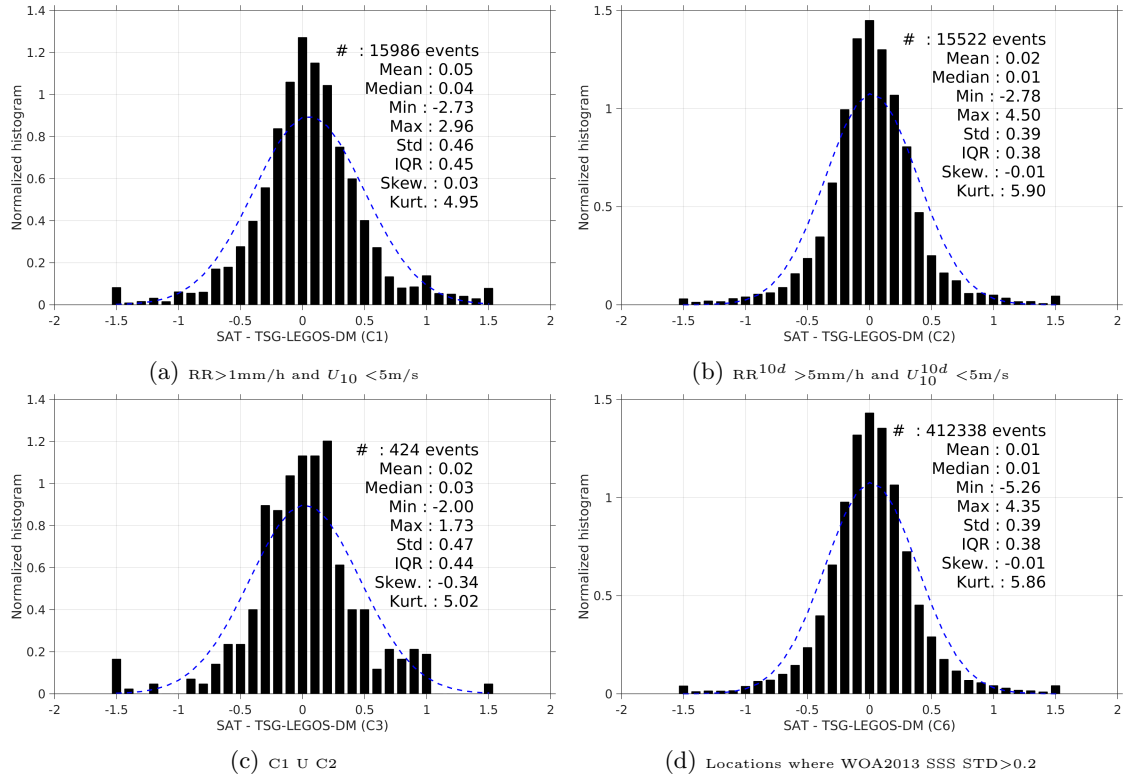 1.4
1.2
1
0.8
0.6
0.4
0.2
0
Normalized histogram
# : 15986 events
Mean : 0.05
Median : 0.04
Min : -2.73
Max : 2.96
Std : 0.46
IQR : 0.45
Skew. : 0.03
Kurt. : 4.95
-2 -1.5 -1 -0.5 0 0.5 1 1.5 2
SAT - TSG-LEGOS-DM (C1)
(a) RR>1mm/h and U10 <5m/s
1.5
1
0.5
0
Normalized histogram
# : 15522 events
Mean : 0.02
Median : 0.01
Min : -2.78
Max : 4.50
Std : 0.39
IQR : 0.38
Skew. : -0.01
Kurt. : 5.90
-2 -1.5 -1 -0.5 0 0.5 1 1.5 2
SAT - TSG-LEGOS-DM (C2)
(b) RR10d >5mm/h and U10d10 <5m/s
1.4
1.2
1
0.8
0.6
0.4
0.2
0
Normalized histogram
# : 424 events
Mean : 0.02
Median : 0.03
Min : -2.00
Max : 1.73
Std : 0.47
IQR : 0.44
Skew. : -0.34
Kurt. : 5.02
-2 -1.5 -1 -0.5 0 0.5 1 1.5 2
SAT - TSG-LEGOS-DM (C3)
(c) C1 U C2
1.5
1
0.5
0
Normalized histogram
# : 412338 events
Mean : 0.01
Median : 0.01
Min : -5.26
Max : 4.35
Std : 0.39
IQR : 0.38
Skew. : -0.01
Kurt. : 5.86
-2 -1.5 -1 -0.5 0 0.5 1 1.5 2
SAT - TSG-LEGOS-DM (C6)
(d) Locations where WOA2013 SSS STD>0.2